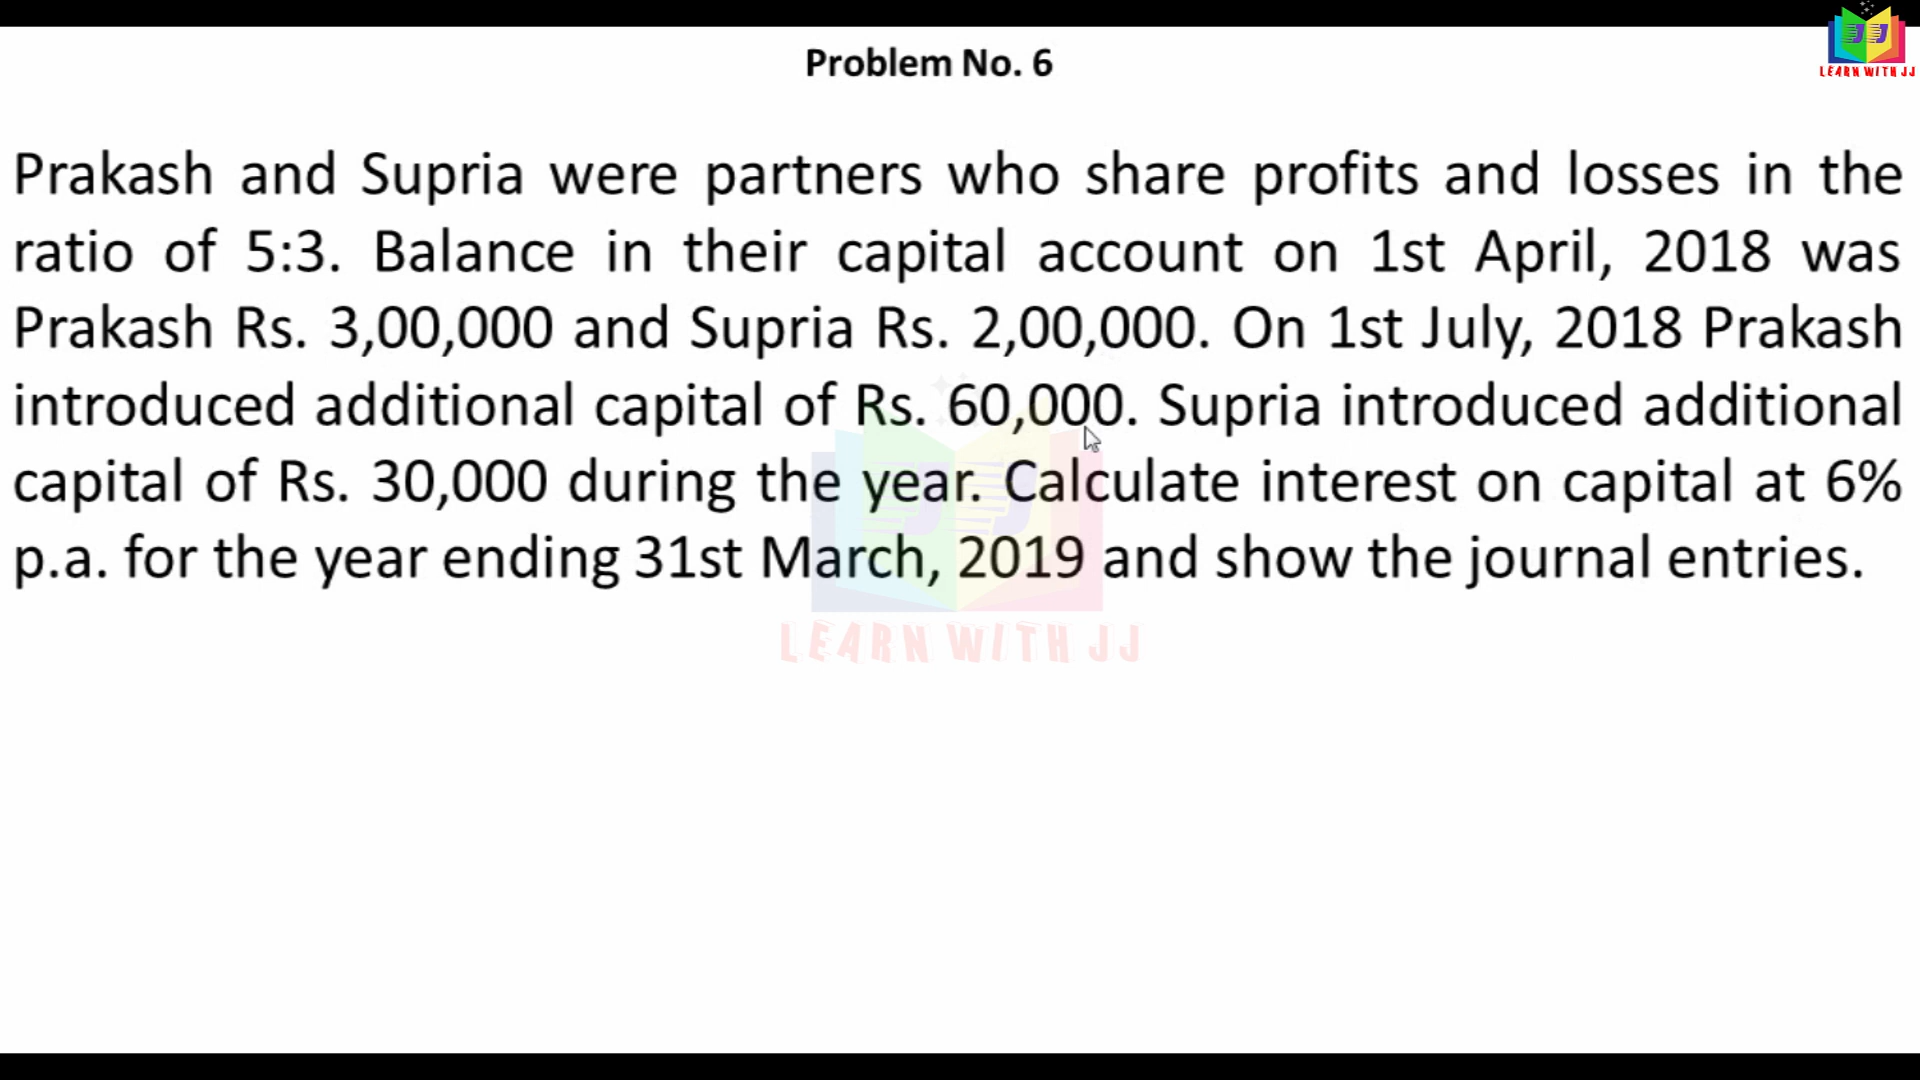 LEARN WITH JJ
Problem No. 6
Prakash and Supria were partners who share profits and losses in the
ratio of 5:3. Balance in their capital account on 1st April, 2018 was
Prakash Rs. 3,00,000 and Supria Rs. 2,00,000. On 1st July, 2018 Prakash
introduced additional capital of Rs. 60,000. Supria introduced additional
capital of Rs. 30,000 during the year. Calculate interest on capital at 6%
p.a. for the year ending 31st March, 2019 and show the journal entries.
LEARN WITH JJ